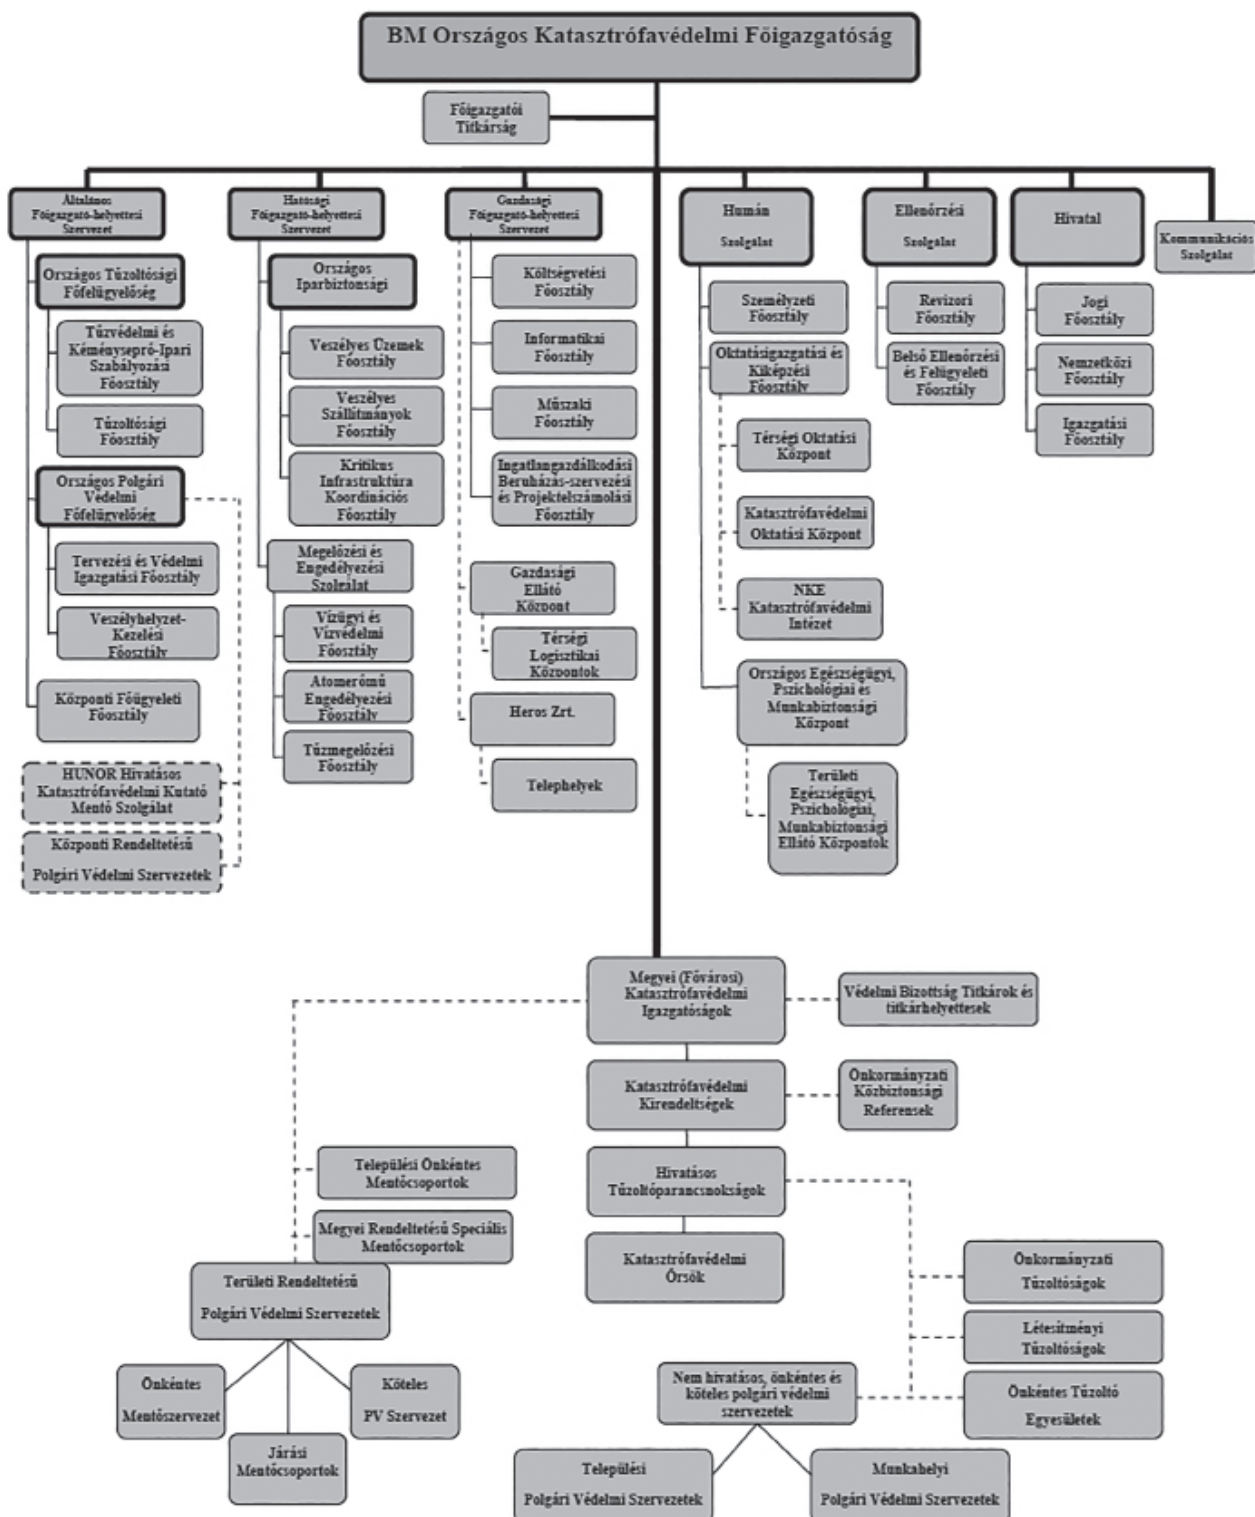 BM Országos Katasztrófavédelmi Főigazgatóság
Főigazgatói
Titkárság
Általános
Főigazgató-helyettesi
Szervezet
Országos Tűzoltósági
Főfelügyelőség
Tűzvédelmi és
Kéménysepró-Ipari
Szabályozási
Főosztály
Tűzoltósági
Főosztály
Országos Polgári
Védelmi
Főfelügyelőség
Tervezési és Védelmi
Igazgatási Főosztály
Veszélyhelyzet-
Kezelési
Főosztály
Központi Főügyeleti
Főosztály
HUNOR Hivatásos
Katasztrófavédelmi Kutató
Mentő Szolgálat
Központi Rendeltetésű
Polgári Védelmi Szervezetek
Hatósági
Főigazgató-helyettesi
Szervezet
Országos
Iparbiztonsági
Veszélyes Üzemek
Főosztály
Veszélyes
Szállítmányok
Főosztály
Kritikus
Infrastruktúra
Koordinációs
Főosztály
Megelőzési és
Engedélyezési
Szolgálat
Vízügyi és
Vízvédelmi
Főosztály
Atomerőmű
Engedélyezési
Főosztály
Tűzmegelőzési
Főosztály
Gazdasági
Főigazgató-helyettesi
Szervezet
Költségvetési
Főosztály
Informatikai
Főosztály
Műszaki
Főosztály
Ingatlangazdálkodási
Beruházás-szervezési
és Projektelszámolási
Főosztály
Gazdasági
Ellátó
Központ
Térségi
Logisztikai
Központok
Heros Zrt.
Telephelyek
Humán
Szolgálat
Személyzeti
Főosztály
Oktatásigazgatási és
Kiképzési
Főosztály
Térségi Oktatási
Központ
Katasztrófavédelmi
Oktatási Központ
NKE
Katasztrófavédelmi
Intézet
Országos Egészségügyi,
Pszichológiai és
Munkabiztonsági
Központ
Területi
Egészségügyi,
Pszichológiai,
Munkabiztonsági
Ellátó Központok
Ellenőrzési
Szolgálat
Revizori
Főosztály
Belső Ellenőrzési
és Felügyeleti
Főosztály
Hivatal
Jogi
Főosztály
Nemzetközi
Főosztály
Igazgatási
Főosztály
Kommunikációs
Szolgálat
Megyei (Fővárosi)
Katasztrófavédelmi
Igazgatóságok
Védelmi Bizottság Titkárok és
titkárhelyettesek
Katasztrófavédelmi
Kirendeltségek
Önkormányzati
Közbiztonsági
Referensek
Hivatásos
Tűzoltóparancsnokságok
Katasztrófavédelmi
Őrsök
Települési Önkéntes
Mentőcsoportok
Megyei Rendeltetésű Speciális
Mentőcsoportok
Területi Rendeltetésű
Polgári Védelmi Szervezetek
Önkéntes
Mentőszervezet
Járási
Mentőcsoportok
Köteles
PV Szervezet
Önkormányzati
Tűzoltóságok
Létesítményi
Tűzoltóságok
Önkéntes Tűzoltó
Egyesületek
Nem hivatásos, önkéntes és
köteles polgári védelmi
szervezetek
Települési
Polgári Védelmi Szervezetek
Munkahelyi
Polgári Védelmi Szervezetek